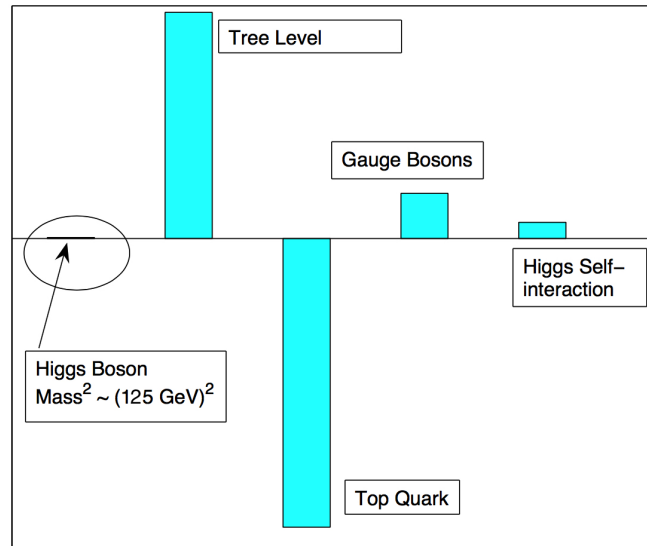 Tree Level
Gauge Bosons
Higgs Self-
interaction
Higgs Boson
Mass² ~ (125 GeV)²
Top Quark